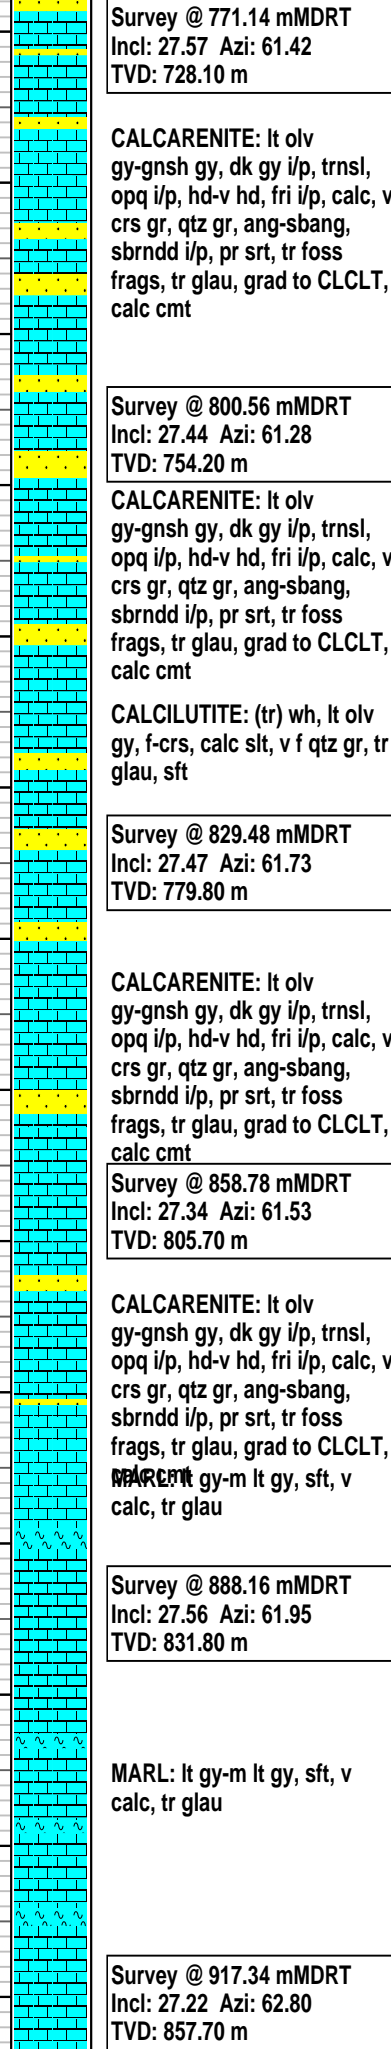 Survey @ 771.14 mMDRT
Incl: 27.57 Azi: 61.42
TVD: 728.10 m
CALCARENITE: lt olv
gy-gnsh gy, dk gy i/p, trnsl,
opq i/p, hd-v hd, fri i/p, calc, v
crs gr, qtz gr, ang-sbang,
sbrndd i/p, pr srt, tr foss
frags, tr glau, grad to CLCLT,
calc cmt
Survey @ 800.56 mMDRT
Incl: 27.44 Azi: 61.28
TVD: 754.20 m
CALCARENITE: lt olv
gy-gnsh gy, dk gy i/p, trnsl,
opq i/p, hd-v hd, fri i/p, calc, v
crs gr, qtz gr, ang-sbang,
sbrndd i/p, pr srt, tr foss
frags, tr glau, grad to CLCLT,
calc cmt
CALCILUTITE: (tr) wh, lt olv
gy, f-crs, calc slt, v f qtz gr, tr
glau, sft
Survey @ 829.48 mMDRT
Incl: 27.47 Azi: 61.73
TVD: 779.80 m
CALCARENITE: lt olv
gy-gnsh gy, dk gy i/p, trnsl,
opq i/p, hd-v hd, fri i/p, calc, v
crs gr, qtz gr, ang-sbang,
sbrndd i/p, pr srt, tr foss
frags, tr glau, grad to CLCLT,
calc cmt
Survey @ 858.78 mMDRT
Incl: 27.34 Azi: 61.53
TVD: 805.70 m
CALCARENITE: lt olv
gy-gnsh gy, dk gy i/p, trnsl,
opq i/p, hd-v hd, fri i/p, calc, v
crs gr, qtz gr, ang-sbang,
sbrndd i/p, pr srt, tr foss
frags, tr glau, grad to CLCLT,
calc cmt
MARL: lt gy-m lt gy, sft, v
calc, tr glau
Survey @ 888.16 mMDRT
Incl: 27.56 Azi: 61.95
TVD: 831.80 m
MARL: lt gy-m lt gy, sft, v
calc, tr glau
Survey @ 917.34 mMDRT
Incl: 27.22 Azi: 62.80
TVD: 857.70 m